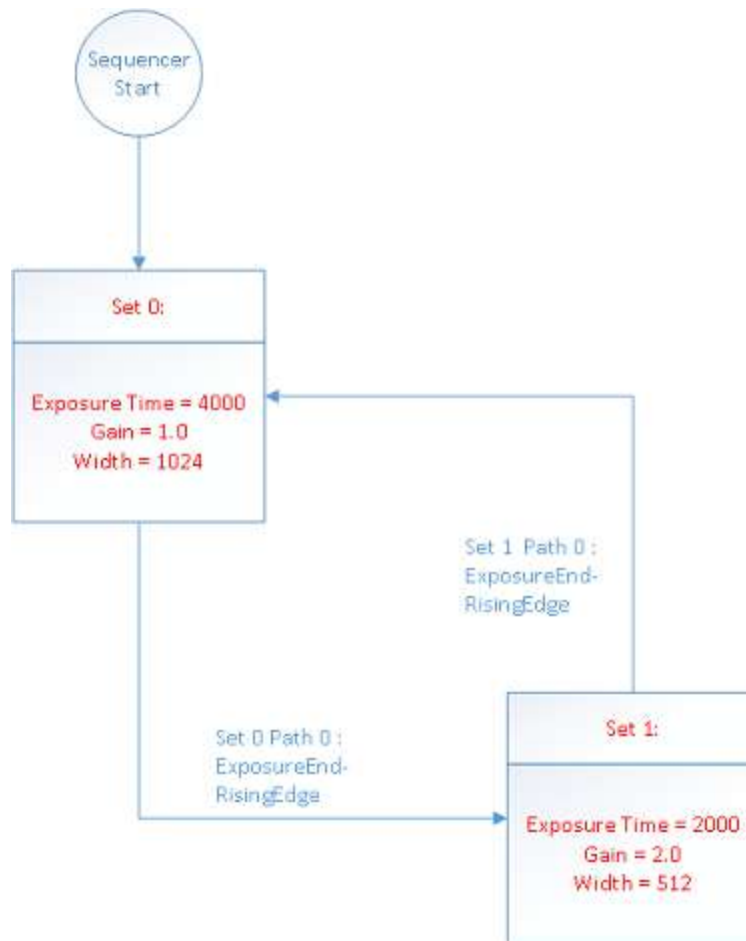 Sequencer
Start
Set 0:
Exposure Time = 4000
Gain = 1.0
Width = 1024
Set 1 Path 0 :
ExposureEnd-
RisingEdge
Set 0 Path 0 :
ExposureEnd-
RisingEdge
Set 1:
Exposure Time = 2000
Gain = 2.0
Width = 512